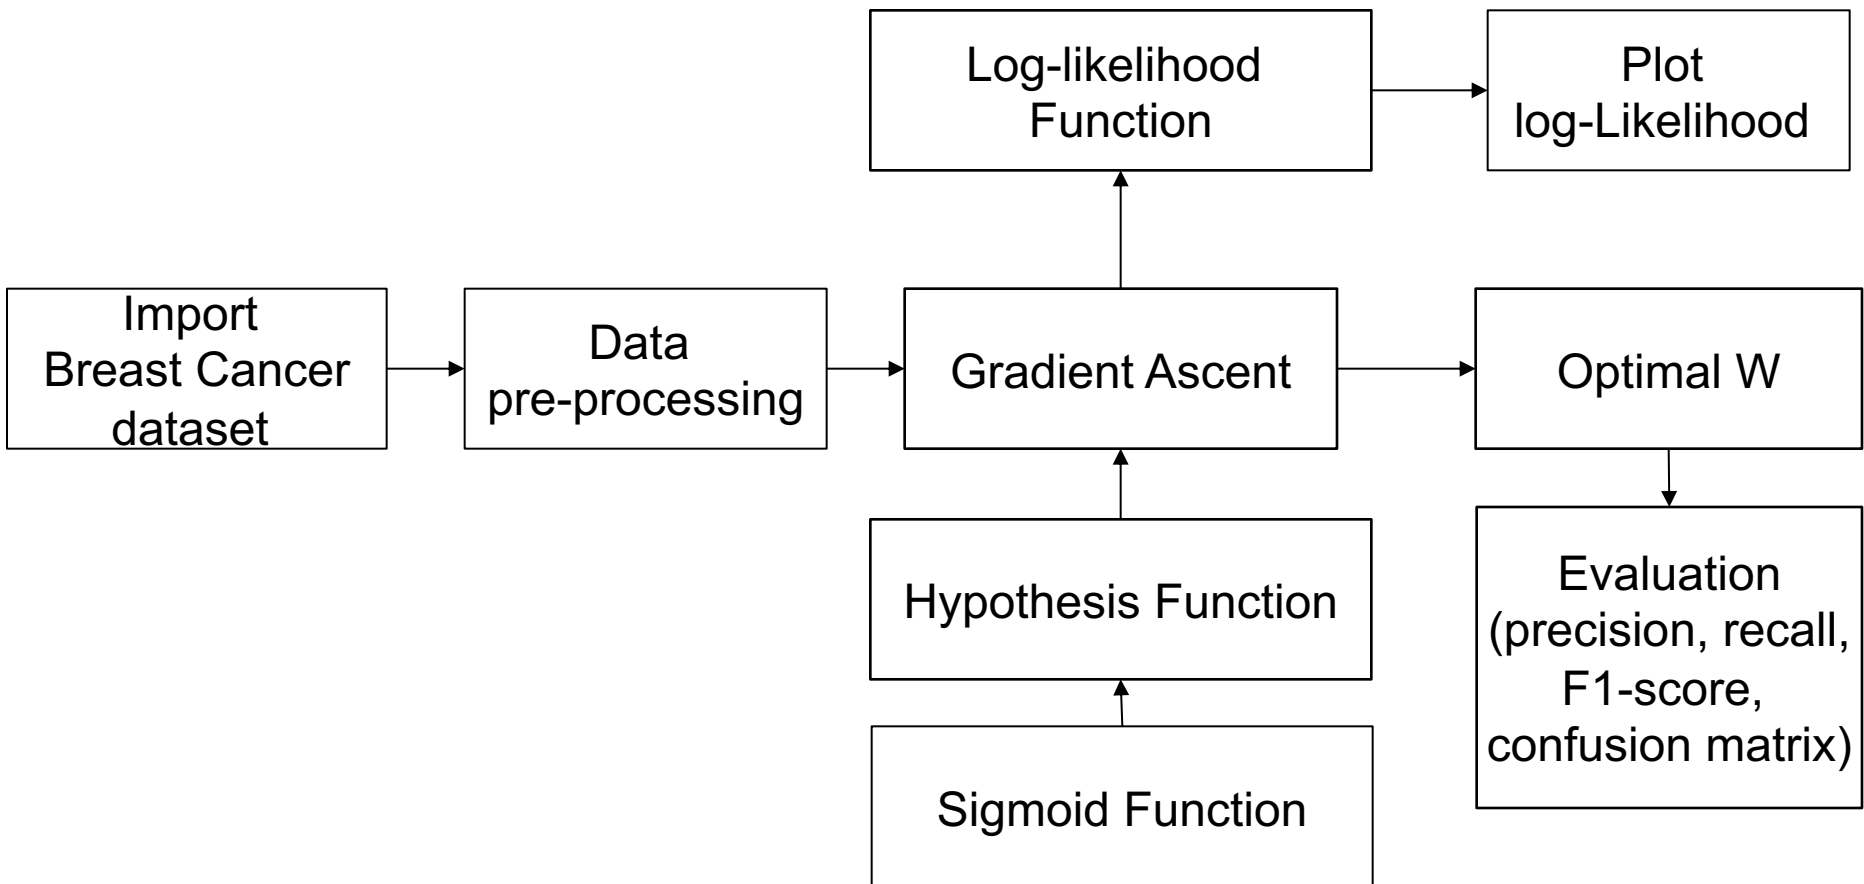 Log-likelihood
Function
Plot
log-Likelihood
Import
Breast Cancer
dataset
Data
pre-processing
Gradient Ascent
Optimal W
Hypothesis Function
Evaluation
(precision, recall,
F1-score,
confusion matrix)
Sigmoid Function